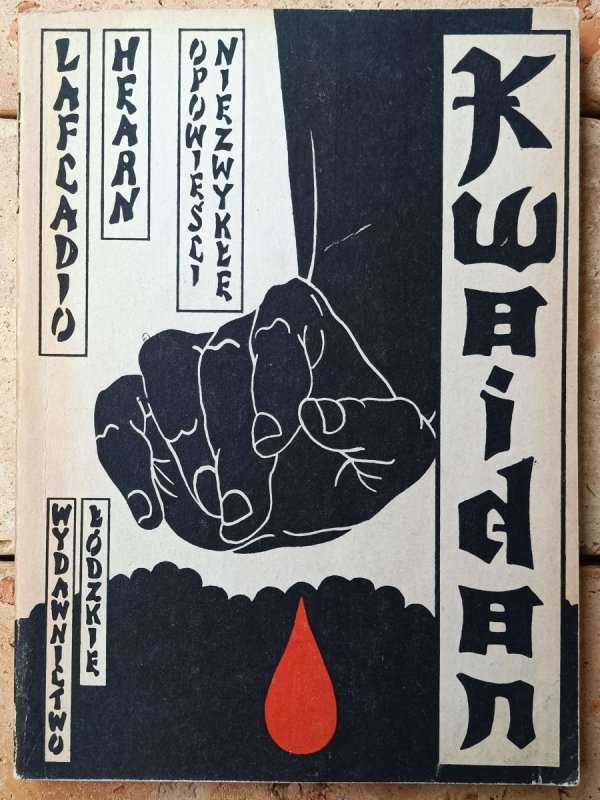 LAFCADIO
HEARN
OPOWIEŚCI
NIEZWYKŁE
Kwaidan
WYDAWNICTWO
ŁÓDZKIE